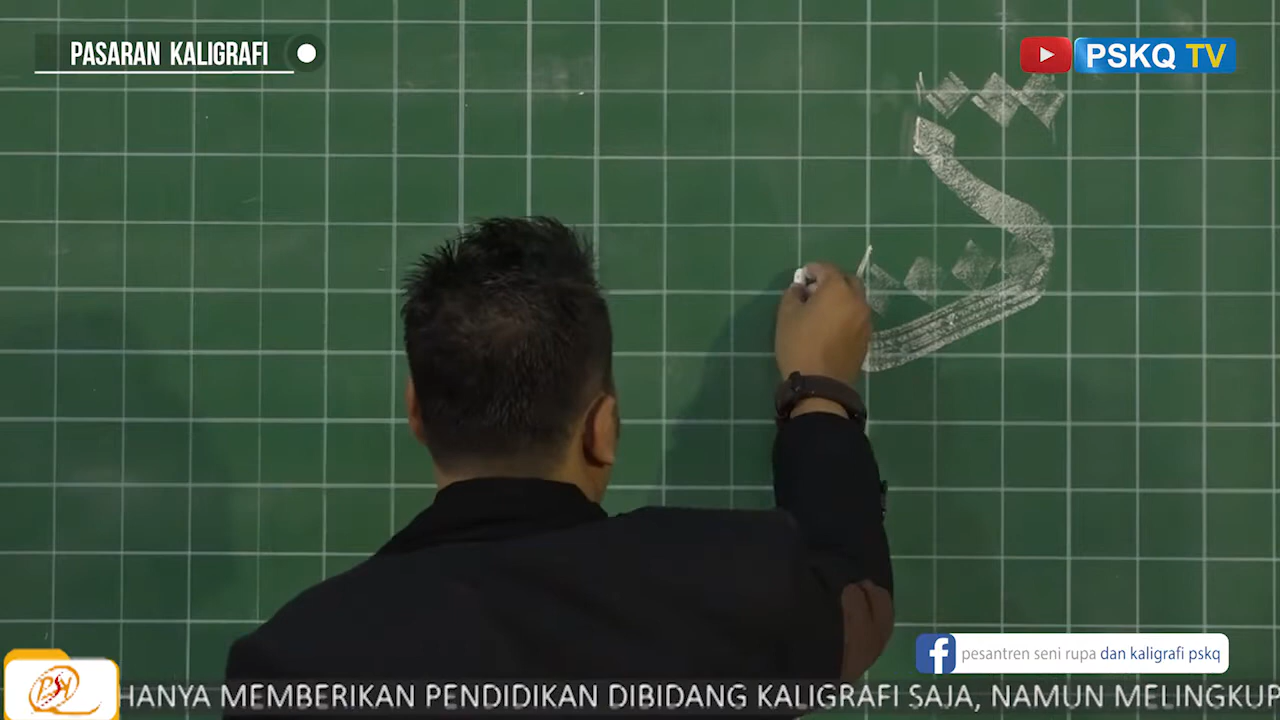 PASARAN KALIGRAFI
PSKQ TV
د
pesantren seni rupa dan kaligrafi pskq
HANYA MEMBERIKAN PENDIDIKAN DIBIDANG KALIGRAFI SAJA, NAMUN MELINGKUP